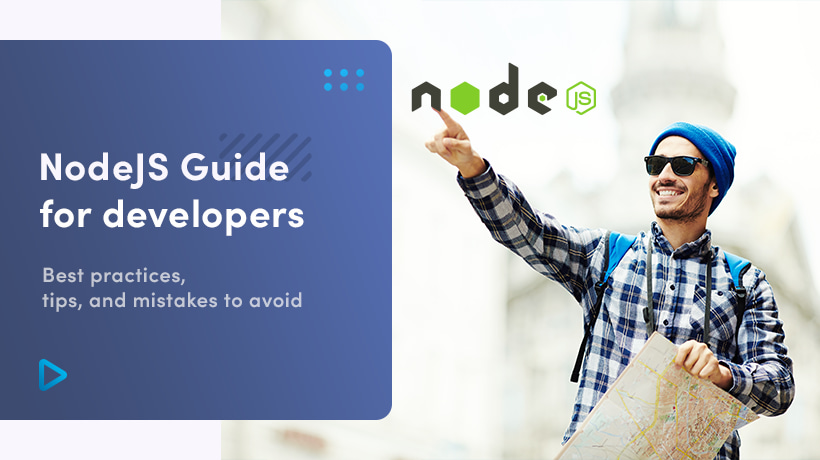 NodeJS Guide
for developers
Best practices,
tips, and mistakes to avoid
node JS